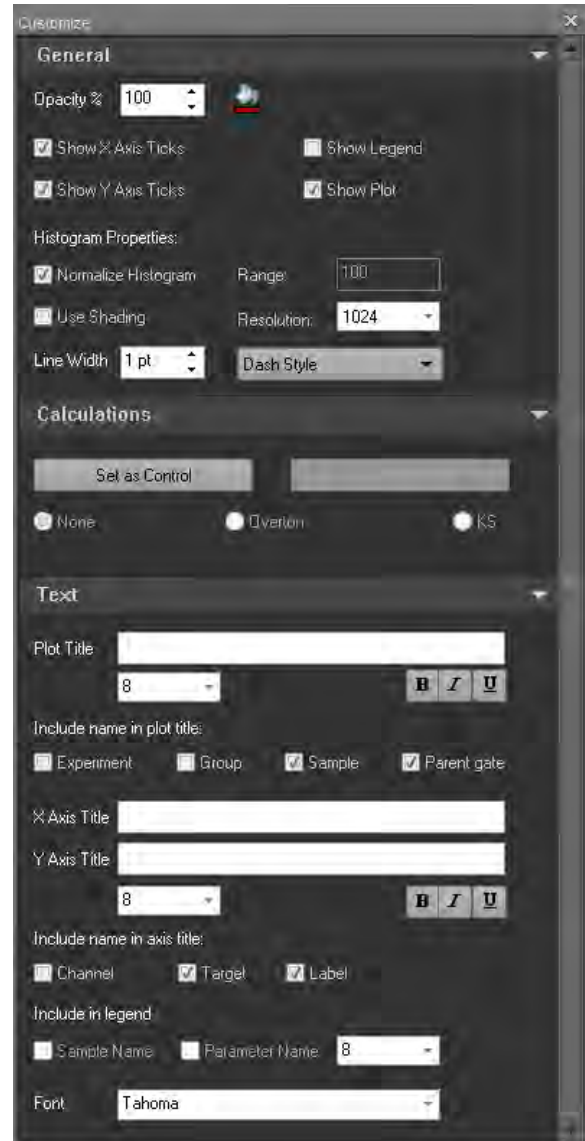 Customize
General
Opacity % 100
Show X Axis Ticks Show Legend
Show Y Axis Ticks Show Plot
Histogram Properties:
Normalize Histogram Range: 100
Use Shading Resolution: 1024
Line Width 1 pt Dash Style
Calculations
Set as Control
None Overton KS
Text
Plot Title
8 B I U
Include name in plot title:
Experiment Group Sample Parent gate
X Axis Title
Y Axis Title
8 B I U
Include name in axis title:
Channel Target Label
Include in legend
Sample Name Parameter Name 8
Font Tahoma